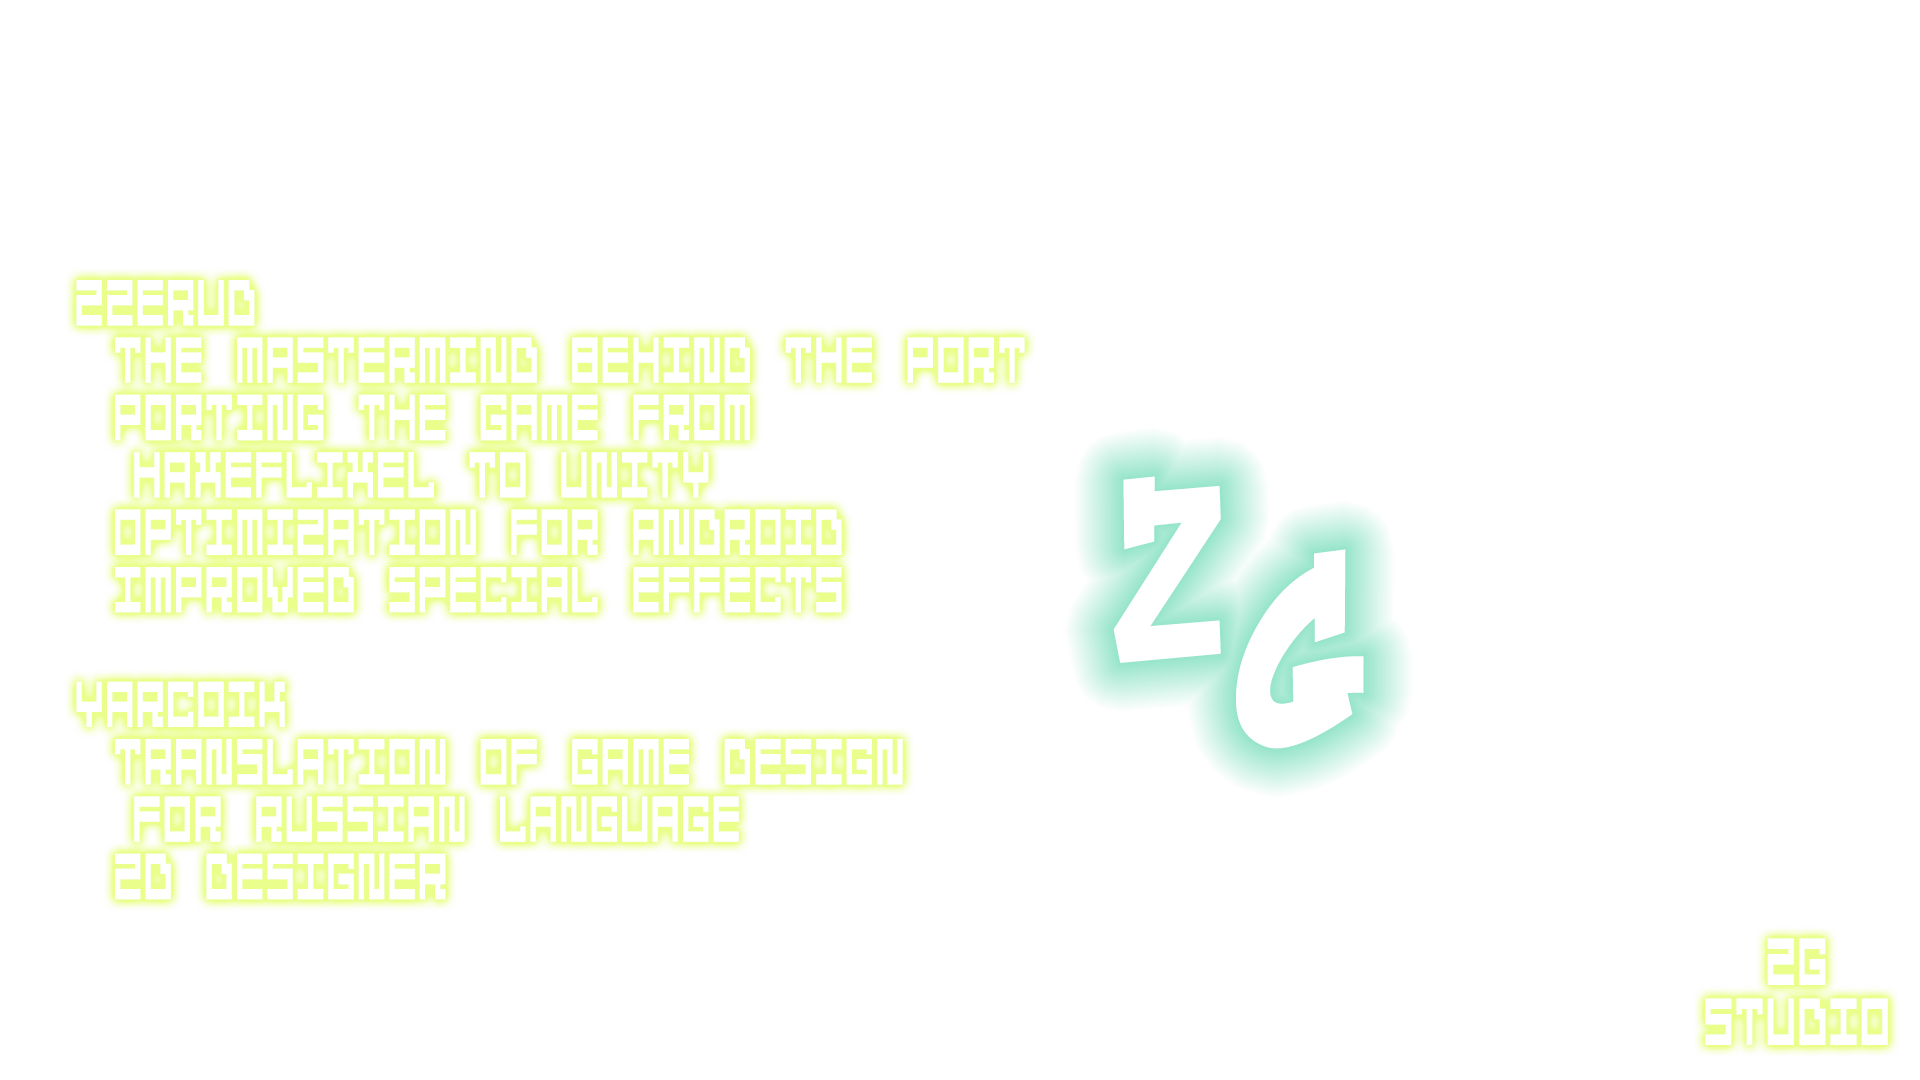 ZZERUD
THE MASTERMIND BEHIND THE PORT
PORTING THE GAME FROM
HAXEFLIXEL TO UNITY
OPTIMIZATION FOR ANDROID
IMPROVED SPECIAL EFFECTS
YARCOIK
TRANSLATION OF GAME DESIGN
FOR RUSSIAN LANGUAGE
2D DESIGNER
ZG
ZG
STUDIO